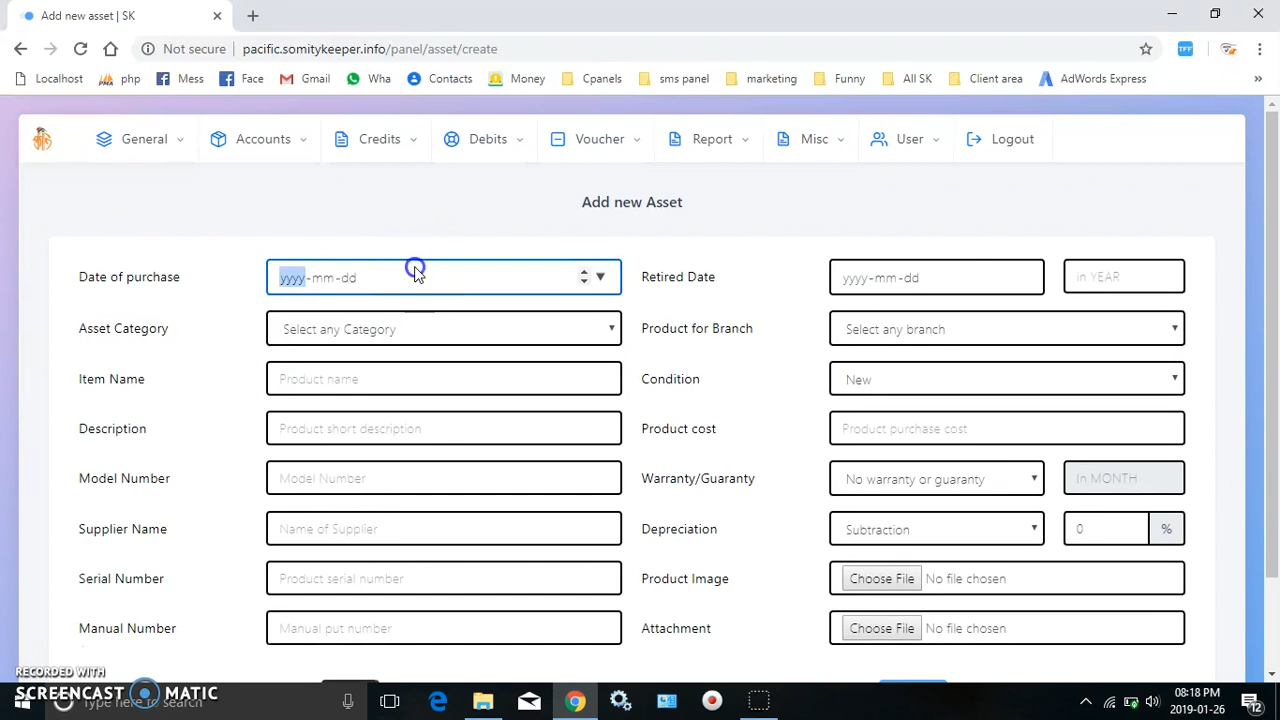 Add new asset | SK
Not secure pacific.somitykeeper.info/panel/asset/create
Localhost php Mess Face Gmail Wha Contacts Money Cpanels sms panel marketing Funny All SK Client area AdWords Express »
General Accounts Credits Debits Voucher Report Misc User Logout
Add new Asset
Date of purchase yyyy-mm-dd Retired Date yyyy-mm-dd in YEAR
Asset Category Select any Category Product for Branch Select any branch
Item Name Product name Condition New
Description Product short description Product cost Product purchase cost
Model Number Model Number Warranty/Guaranty No warranty or guaranty In MONTH
Supplier Name Name of Supplier Depreciation Subtraction 0 %
Serial Number Product serial number Product Image Choose File No file chosen
Manual Number Manual put number Attachment Choose File No file chosen
RECORDED WITH
SCREENCAST MATIC
Type here to search
08:18 PM
2019-01-26
12